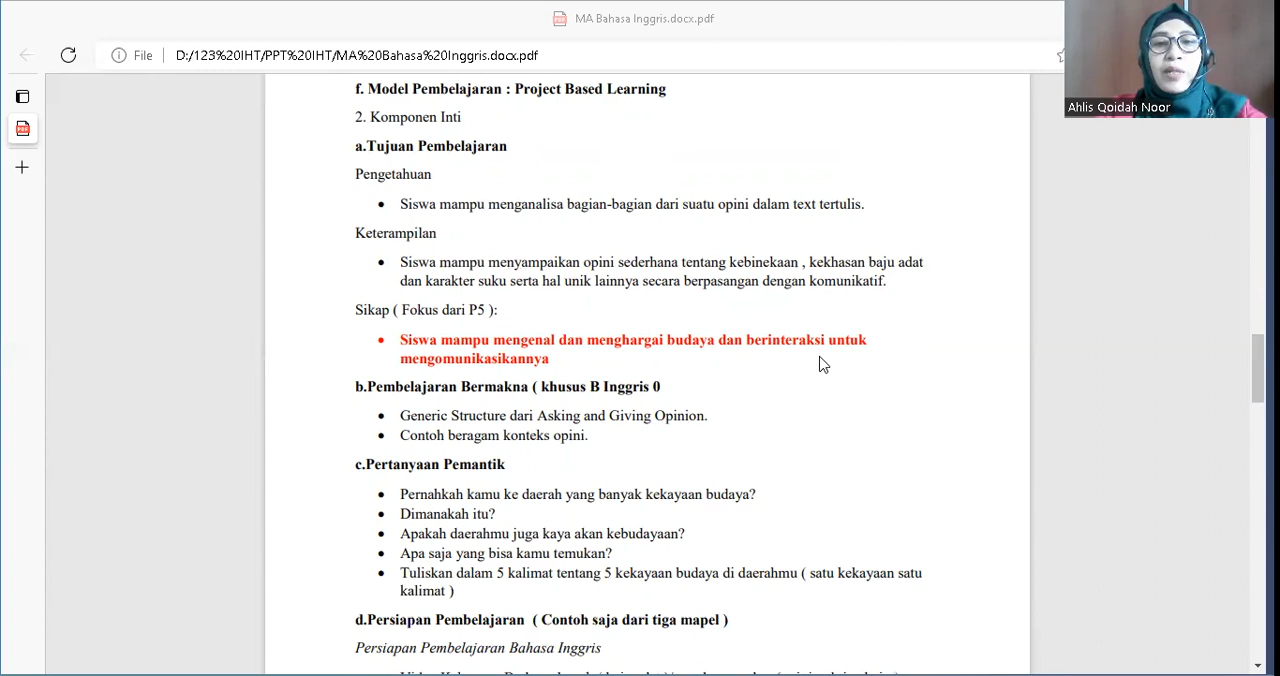 MA Bahasa Inggris.docx.pdf
File D:/123%20IHT/PPT%20IHT/MA%20Bahasa%20Inggris.docx.pdf
Ahlis Qoidah Noor
f. Model Pembelajaran : Project Based Learning
2. Komponen Inti
a.Tujuan Pembelajaran
Pengetahuan
• Siswa mampu menganalisa bagian-bagian dari suatu opini dalam text tertulis.
Keterampilan
• Siswa mampu menyampaikan opini sederhana tentang kebinekaan , kekhasan baju adat
dan karakter suku serta hal unik lainnya secara berpasangan dengan komunikatif.
Sikap ( Fokus dari P5 ):
• Siswa mampu mengenal dan menghargai budaya dan berinteraksi untuk
mengomunikasikannya
b.Pembelajaran Bermakna ( khusus B Inggris 0
• Generic Structure dari Asking and Giving Opinion.
• Contoh beragam konteks opini.
c.Pertanyaan Pemantik
• Pernahkah kamu ke daerah yang banyak kekayaan budaya?
• Dimanakah itu?
• Apakah daerahmu juga kaya akan kebudayaan?
• Apa saja yang bisa kamu temukan?
• Tuliskan dalam 5 kalimat tentang 5 kekayaan budaya di daerahmu ( satu kekayaan satu
kalimat )
d.Persiapan Pembelajaran ( Contoh saja dari tiga mapel )
Persiapan Pembelajaran Bahasa Inggris